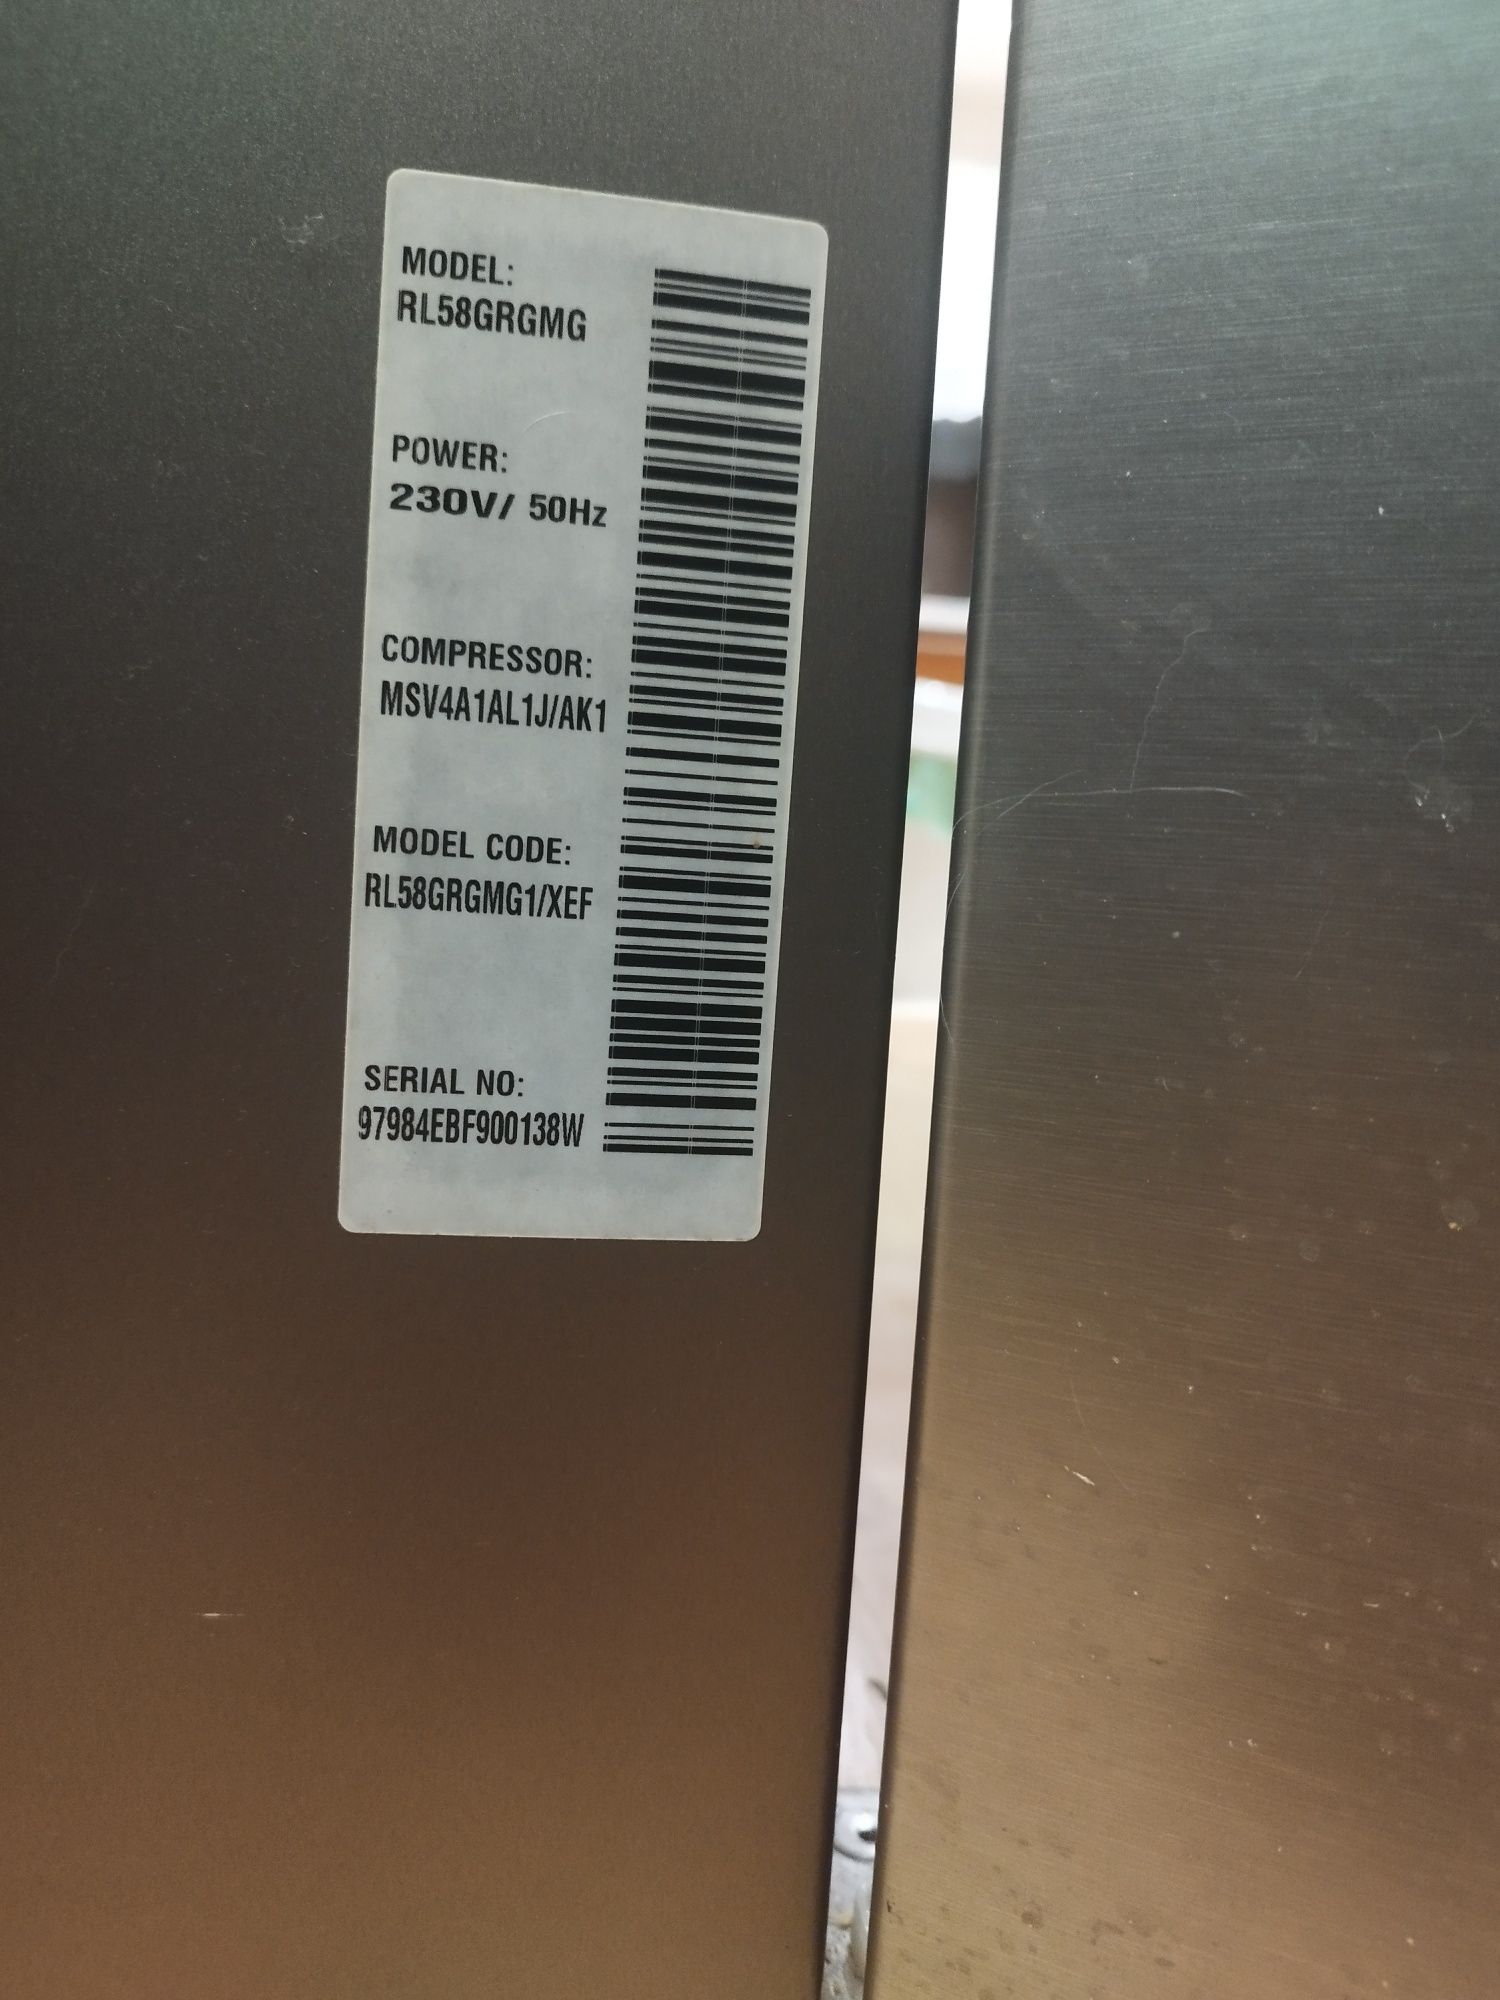 MODEL:
RL58GRGMG
POWER:
230V/ 50Hz
COMPRESSOR:
MSV4A1AL1J/AK1
MODEL CODE:
RL58GRGMG1/XEF
SERIAL NO:
97984EBF900138W